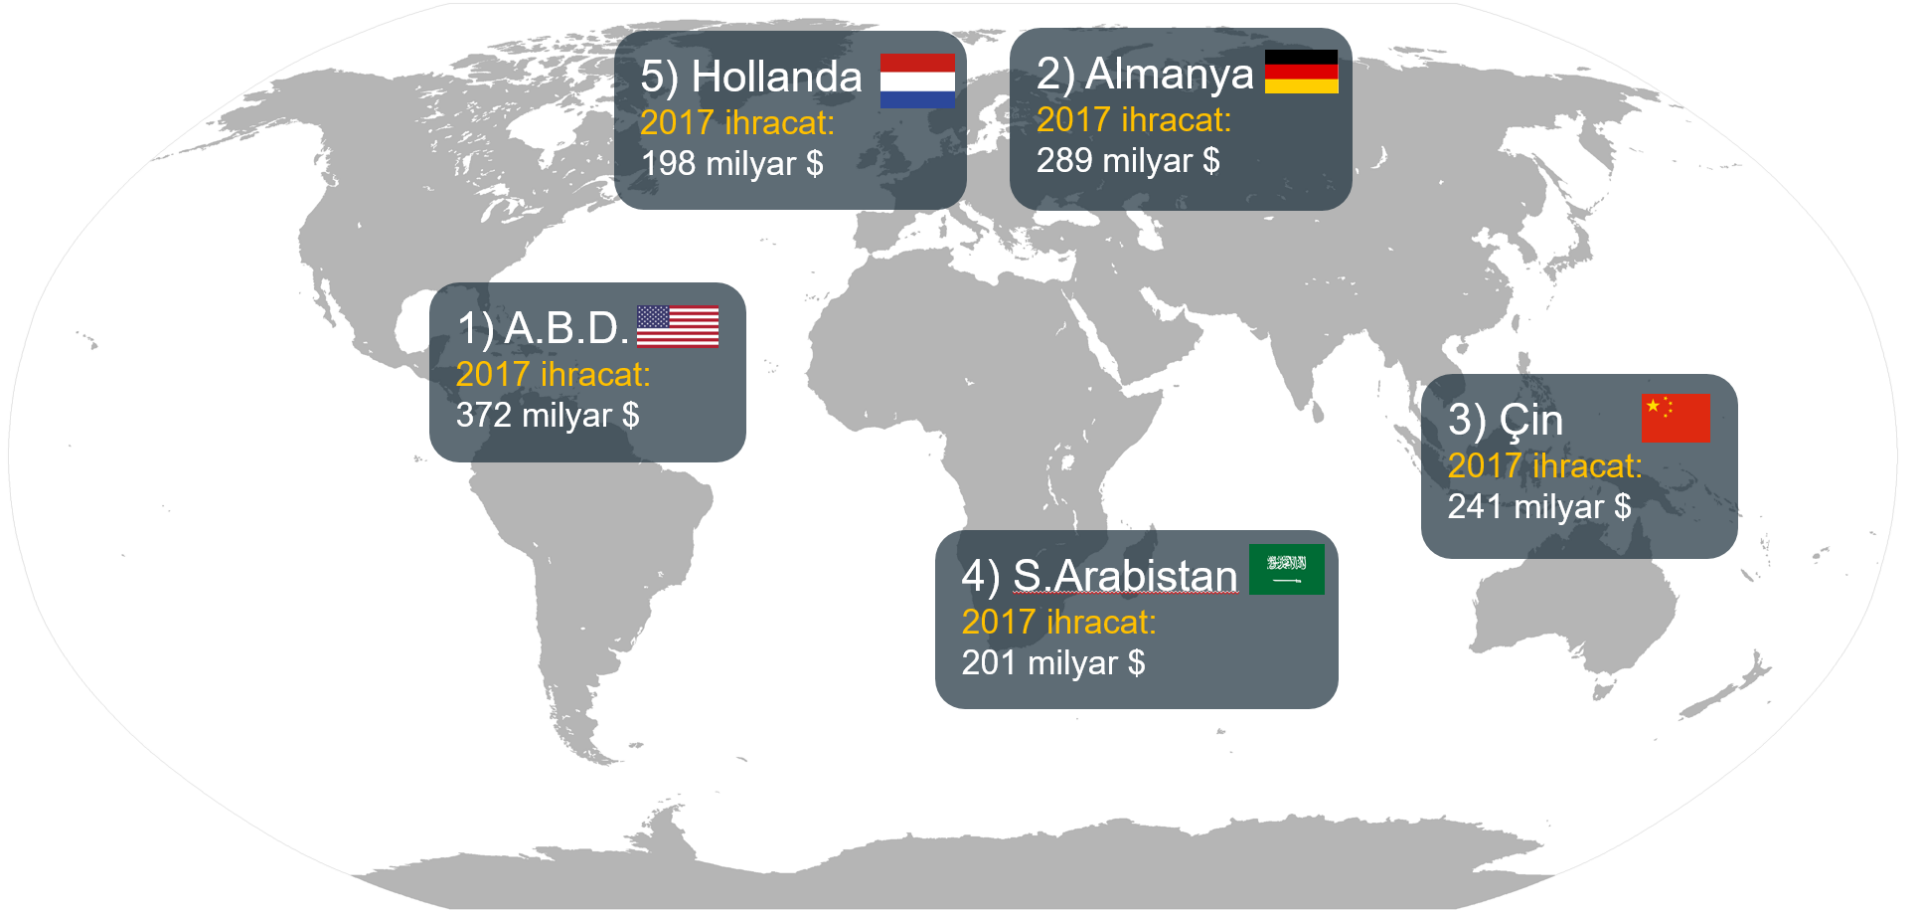 5) Hollanda
2017 ihracat:
198 milyar $
2) Almanya
2017 ihracat:
289 milyar $
1) A.B.D.
2017 ihracat:
372 milyar $
3) Çin
2017 ihracat:
241 milyar $
4) S.Arabistan
2017 ihracat:
201 milyar $